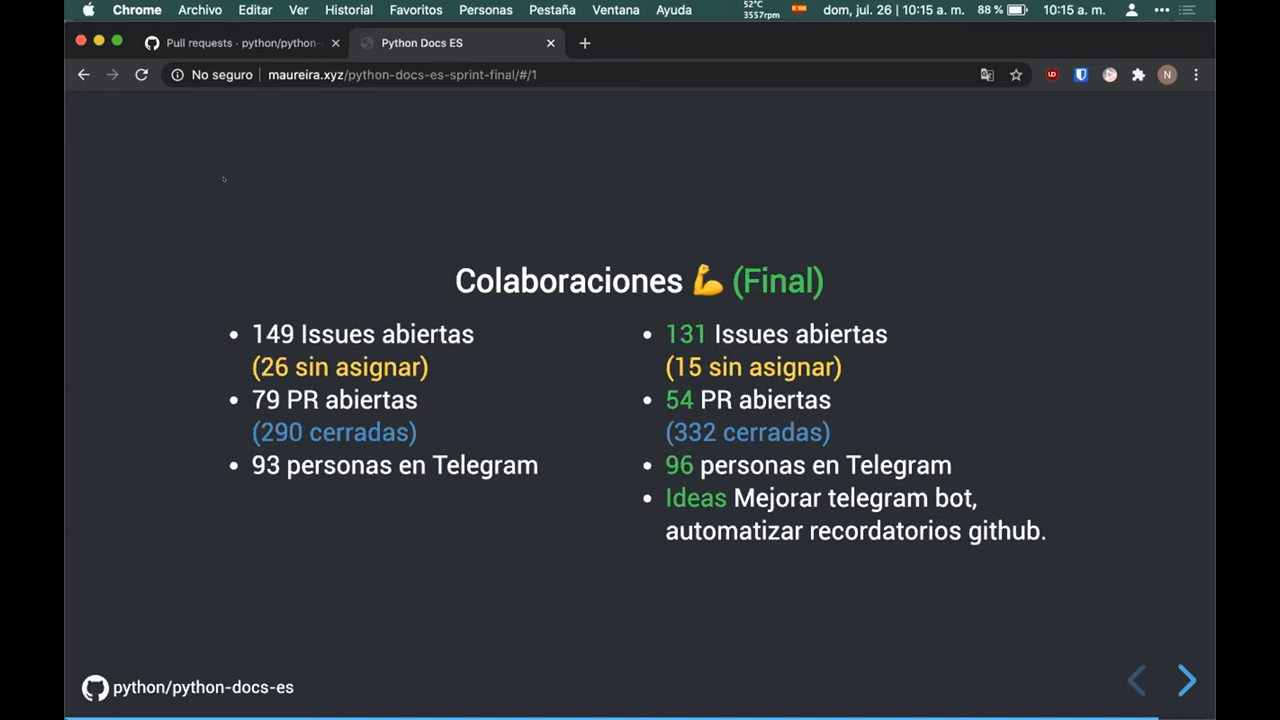 Chrome Archivo Editar Ver Historial Favoritos Personas Pestaña Ventana Ayuda 52°C 3557rpm dom, jul. 26 | 10:15 a. m. 88 % 10:15 a. m.
Pull requests · python/python- Python Docs ES
No seguro maureira.xyz/python-docs-es-sprint-final/#/1 N
Colaboraciones 💪 (Final)
149 Issues abiertas
(26 sin asignar)
79 PR abiertas
(290 cerradas)
93 personas en Telegram
131 Issues abiertas
(15 sin asignar)
54 PR abiertas
(332 cerradas)
96 personas en Telegram
Ideas Mejorar telegram bot,
automatizar recordatorios github.
python/python-docs-es